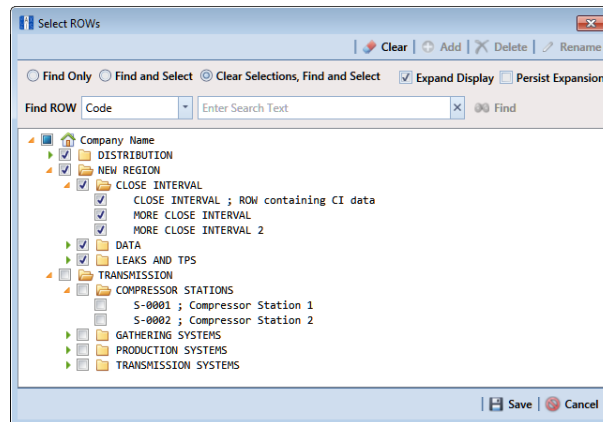 Select ROWs
Clear Add Delete Rename
Find Only Find and Select Clear Selections, Find and Select Expand Display Persist Expansion
Find ROW Code Enter Search Text Find
Company Name
DISTRIBUTION
NEW REGION
CLOSE INTERVAL
CLOSE INTERVAL ; ROW containing CI data
MORE CLOSE INTERVAL
MORE CLOSE INTERVAL 2
DATA
LEAKS AND TPS
TRANSMISSION
COMPRESSOR STATIONS
S-0001 ; Compressor Station 1
S-0002 ; Compressor Station 2
GATHERING SYSTEMS
PRODUCTION SYSTEMS
TRANSMISSION SYSTEMS
Save Cancel